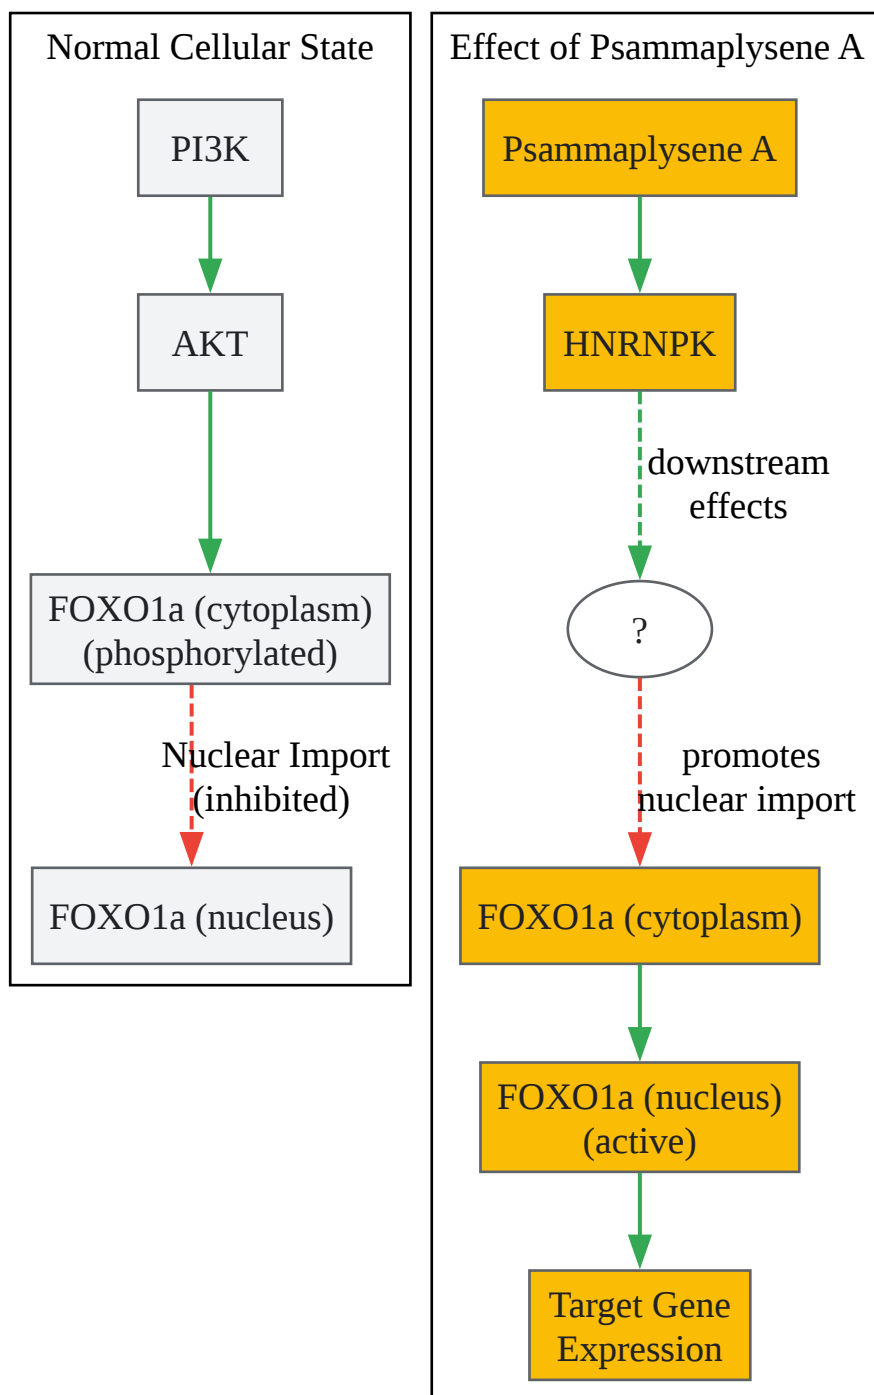 Normal Cellular State
PI3K
AKT
FOXO1a (cytoplasm)
(phosphorylated)
Nuclear Import
(inhibited)
FOXO1a (nucleus)
Effect of Psammaplysene A
Psammaplysene A
HNRNPK
downstream
effects
?
promotes
nuclear import
FOXO1a (cytoplasm)
FOXO1a (nucleus)
(active)
Target Gene
Expression